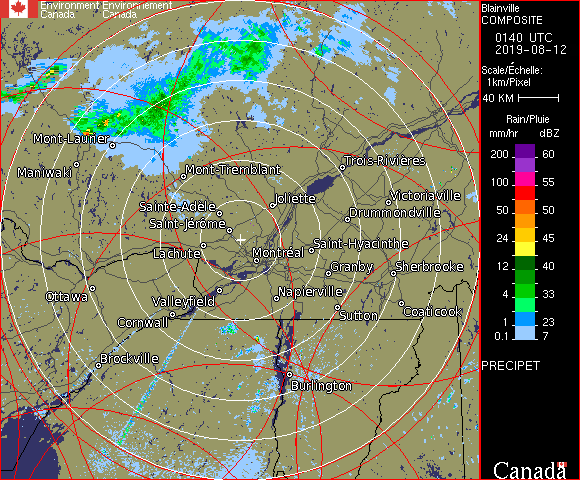 Environment Environnement
Canada Canada
Mont-Laurier
Maniwaki
Mont-Tremblant
Trois-Rivieres
Sainte-Adele
Joliette
Victoriaville
Drummondville
Saint-Jérome
Lachute
Montréal
Saint-Hyacinthe
Granby
Sherbrooke
Ottawa
Valleyfield
Napierville
Cornwall
Sutton
Coaticook
Brockville
Burlington
Blainville
COMPOSITE
0140 UTC
2019-08-12
Scale/Échelle:
1km/Pixel
40 KM
Rain/Pluie
mm/hr dBZ
200 60
100 55
50 50
24 45
12 40
4 33
1 23
0.1 7
PRECIPET
Canada